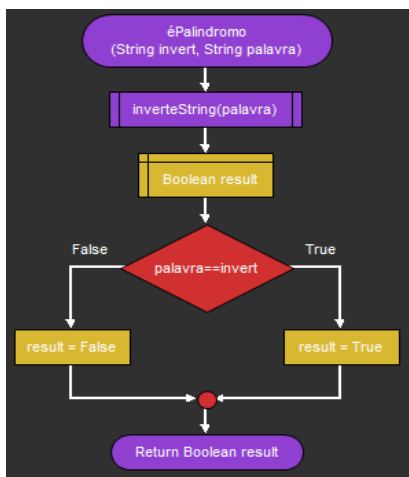 éPalindromo
(String invert, String palavra)
inverteString(palavra)
Boolean result
False
True
palavra==invert
result = False
result = True
Return Boolean result